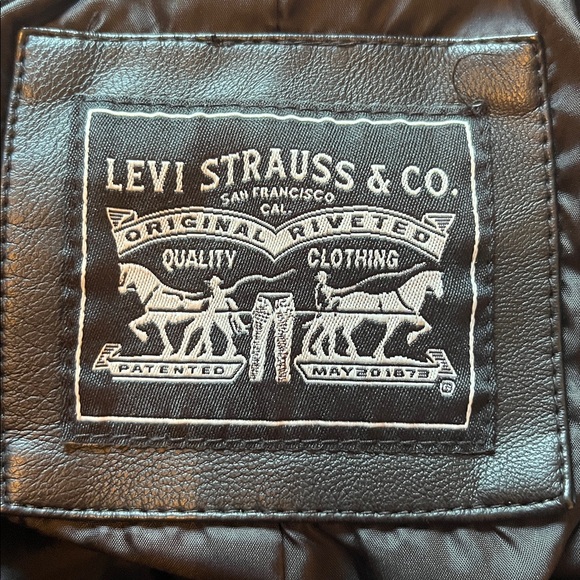 LEVI STRAUSS & CO.
SAN FRANCISCO
CAL.
ORIGINAL RIVETED
QUALITY CLOTHING
PATENTED MAY 20 1873
®